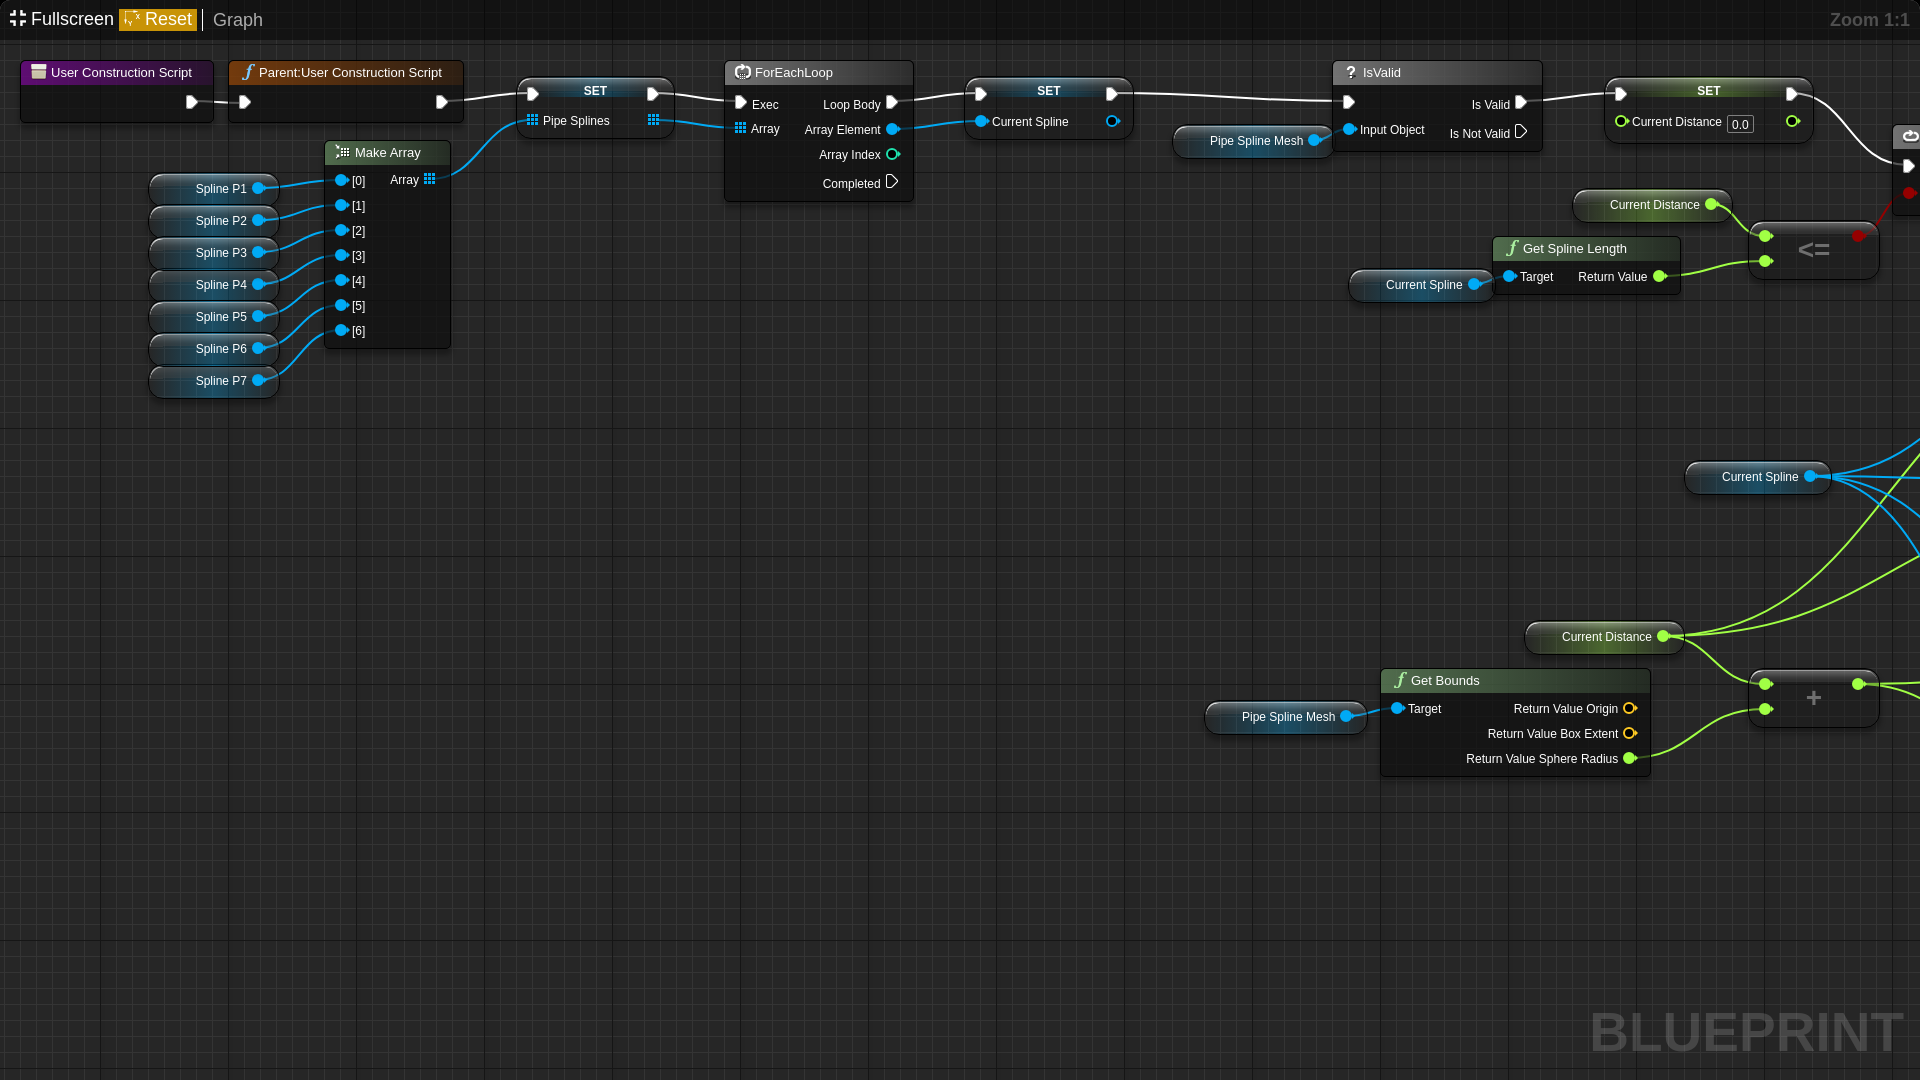 Fullscreen Reset Graph Zoom 1:1
User Construction Script
Parent:User Construction Script
SET
Pipe Splines
ForEachLoop
Exec
Loop Body
Array
Array Element
Array Index
Completed
SET
Current Spline
Pipe Spline Mesh
? IsValid
Is Valid
Input Object
Is Not Valid
SET
Current Distance 0.0
Make Array
[0]
Array
[1]
[2]
[3]
[4]
[5]
[6]
Spline P1
Spline P2
Spline P3
Spline P4
Spline P5
Spline P6
Spline P7
Current Distance
f Get Spline Length
Target
Return Value
Current Spline
<=
Current Spline
Current Distance
f Get Bounds
Pipe Spline Mesh
Target
Return Value Origin
Return Value Box Extent
Return Value Sphere Radius
+
BLUEPRINT